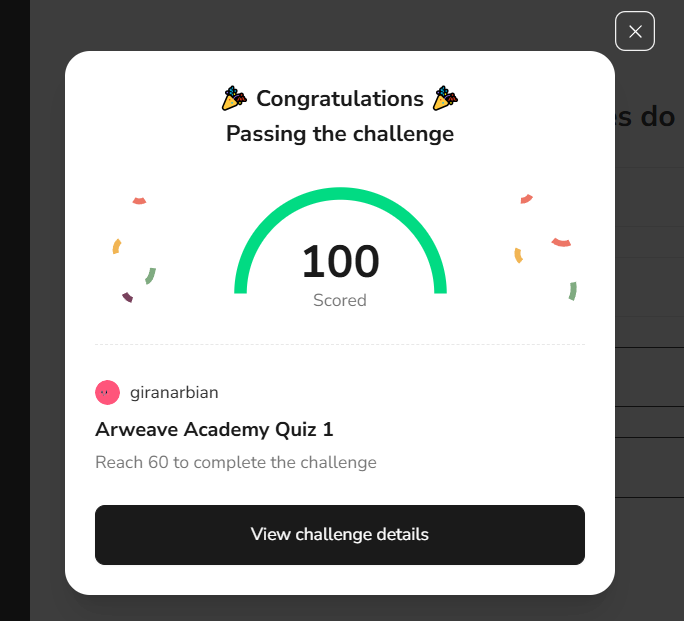 es do
Congratulations
Passing the challenge
100
Scored
giranarbian
Arweave Academy Quiz 1
Reach 60 to complete the challenge
View challenge details